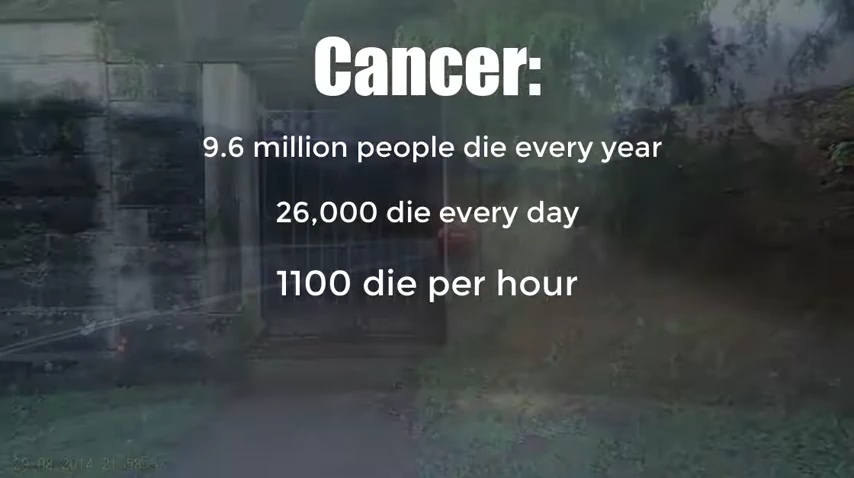 Cancer:
9.6 million people die every year
26,000 die every day
1100 die per hour